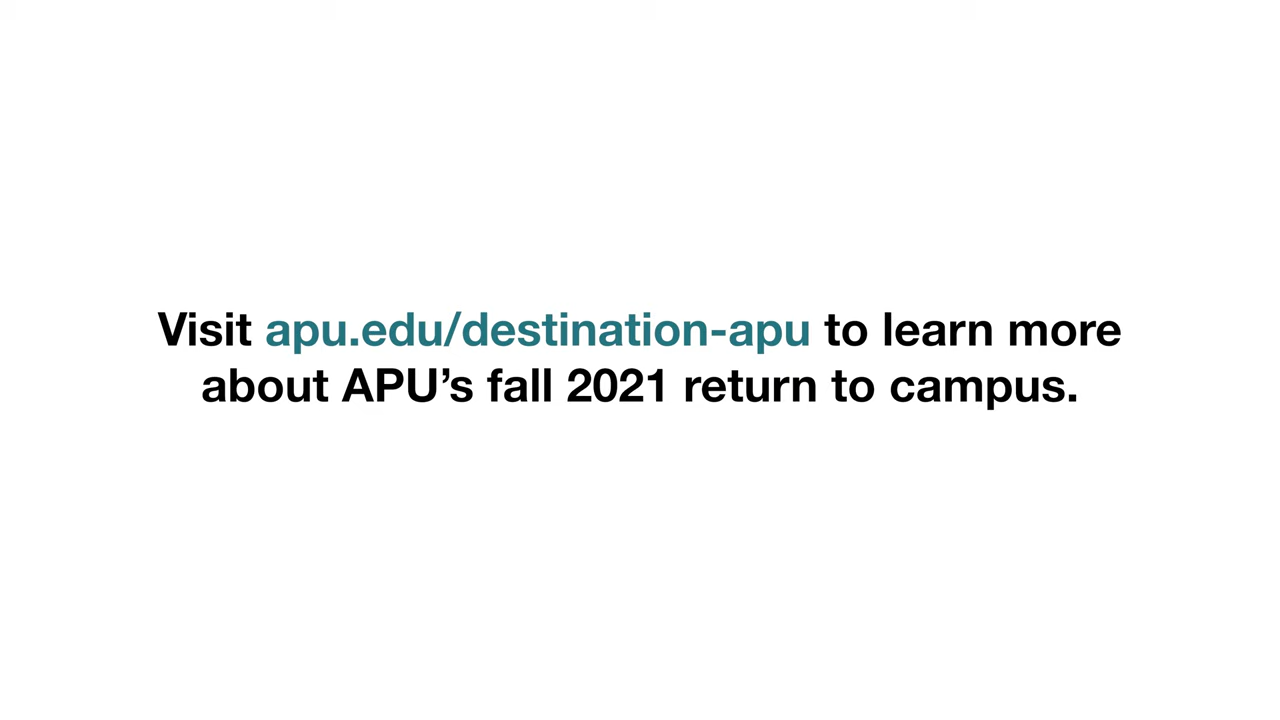 Visit apu.edu/destination-apu to learn more
about APU’s fall 2021 return to campus.